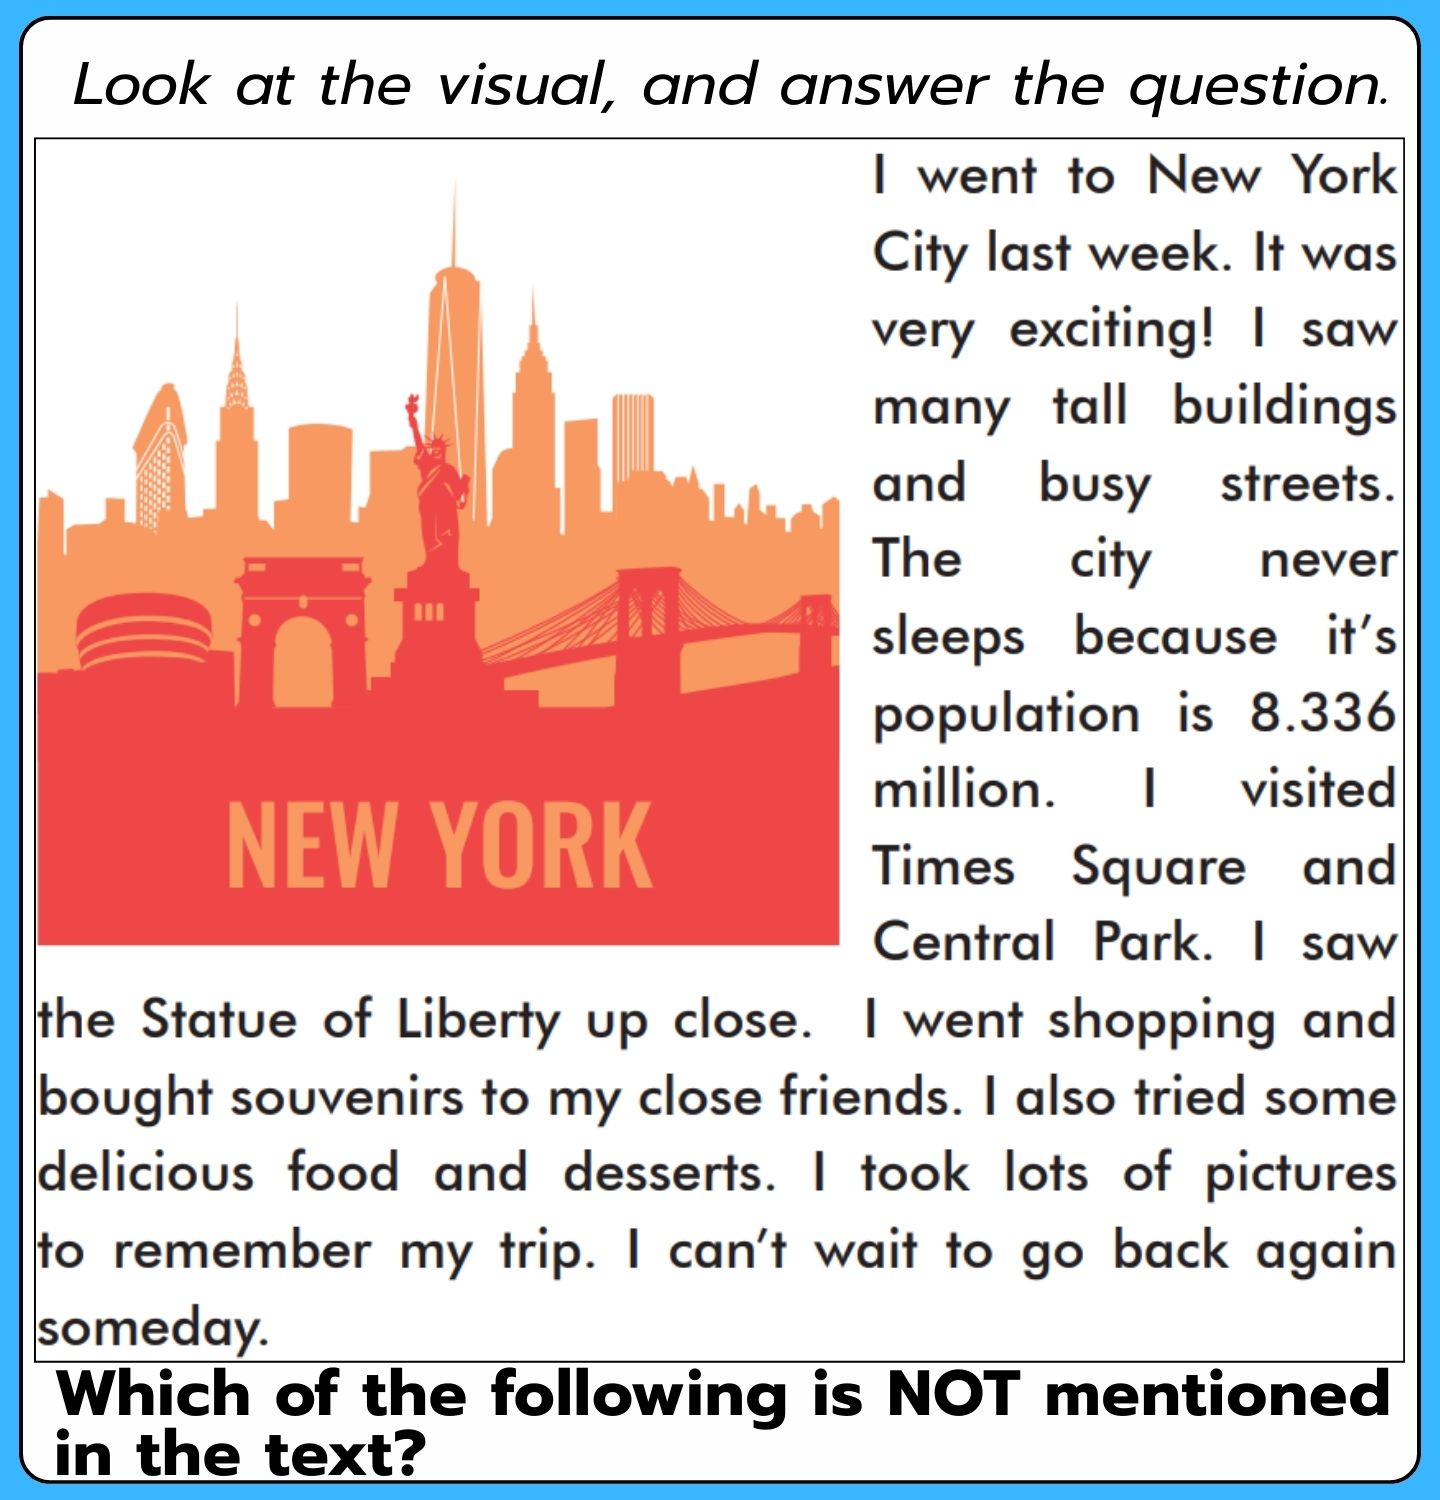 Look at the visual, and answer the question.
I went to New York
City last week. It was
very exciting! I saw
many tall buildings
and busy streets.
The city never
sleeps because it's
population is 8.336
million. I visited
Times Square and
Central Park. I saw
NEW YORK
the Statue of Liberty up close. I went shopping and
bought souvenirs to my close friends. I also tried some
delicious food and desserts. I took lots of pictures
to remember my trip. I can't wait to go back again
someday.
Which of the following is NOT mentioned
in the text?